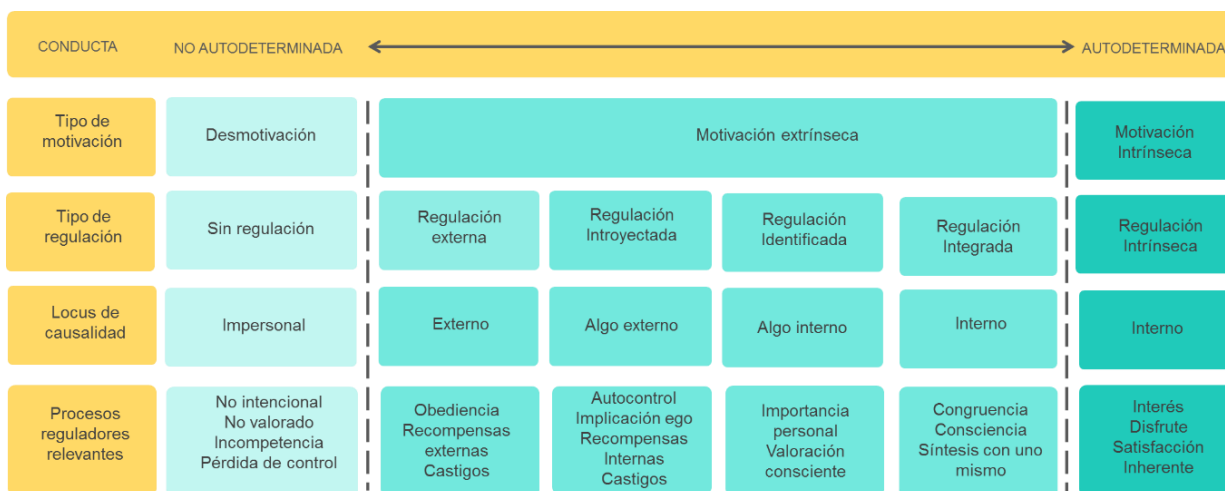 CONDUCTA
NO AUTODETERMINADA
AUTODETERMINADA
Tipo de
motivación
Desmotivación
Motivación extrínseca
Motivación
Intrínseca
Tipo de
regulación
Sin regulación
Regulación
externa
Regulación
Introyectada
Regulación
Identificada
Regulación
Integrada
Regulación
Intrínseca
Locus de
causalidad
Impersonal
Externo
Algo externo
Algo interno
Interno
Interno
Procesos
reguladores
relevantes
No intencional
No valorado
Incompetencia
Pérdida de control
Obediencia
Recompensas
externas
Castigos
Autocontrol
Implicación ego
Recompensas
Internas
Castigos
Importancia
personal
Valoración
consciente
Congruencia
Consciencia
Síntesis con uno
mismo
Interés
Disfrute
Satisfacción
Inherente